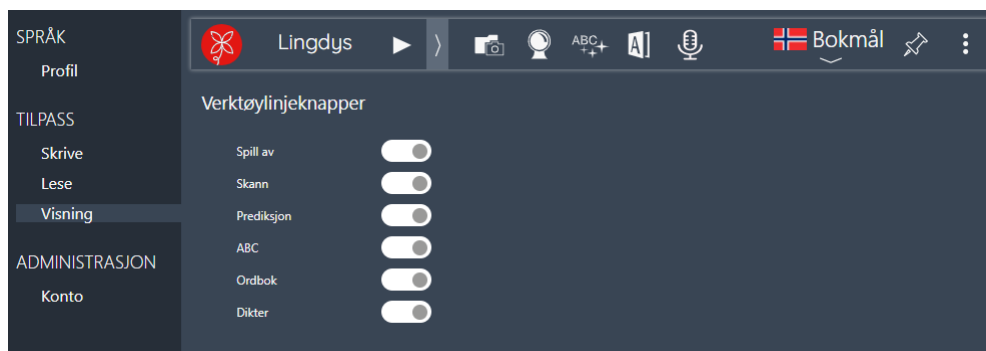 SPRÅK
Profil
TILPASS
Skrive
Lese
Visning
ADMINISTRASJON
Konto
Lingdys
ABC
A
Bokmål
Verktøylinjeknapper
Spill av
Skann
Prediksjon
ABC
Ordbok
Dikter